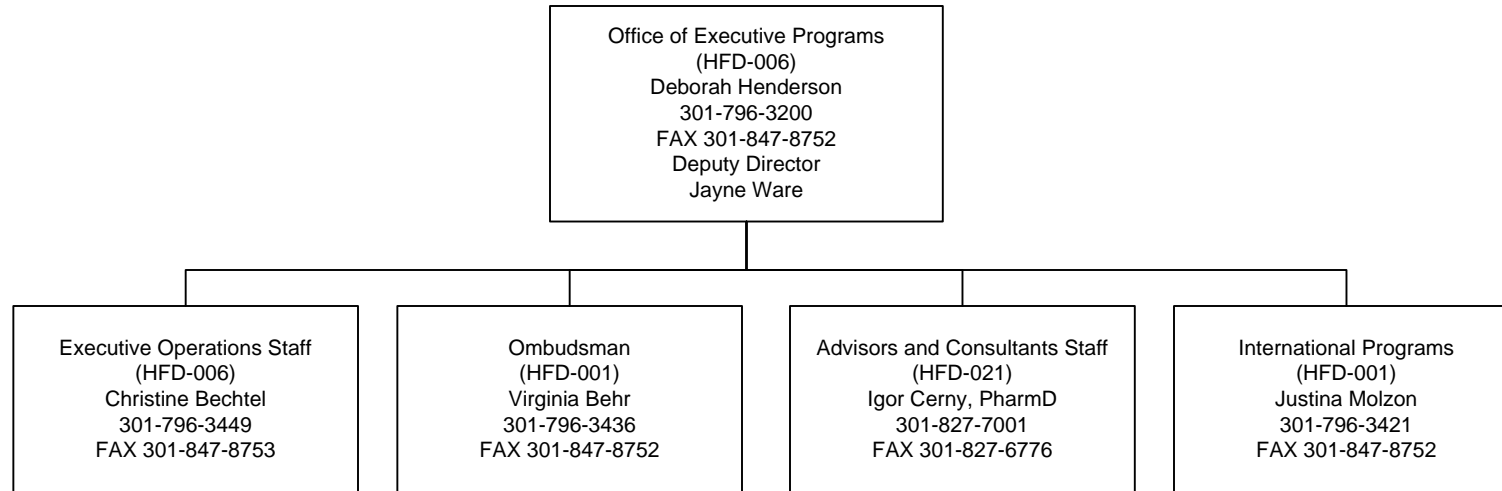 Office of Executive Programs
(HFD-006)
Deborah Henderson
301-796-3200
FAX 301-847-8752
Deputy Director
Jayne Ware
Executive Operations Staff
(HFD-006)
Christine Bechtel
301-796-3449
FAX 301-847-8753
Ombudsman
(HFD-001)
Virginia Behr
301-796-3436
FAX 301-847-8752
Advisors and Consultants Staff
(HFD-021)
Igor Cerny, PharmD
301-827-7001
FAX 301-827-6776
International Programs
(HFD-001)
Justina Molzon
301-796-3421
FAX 301-847-8752